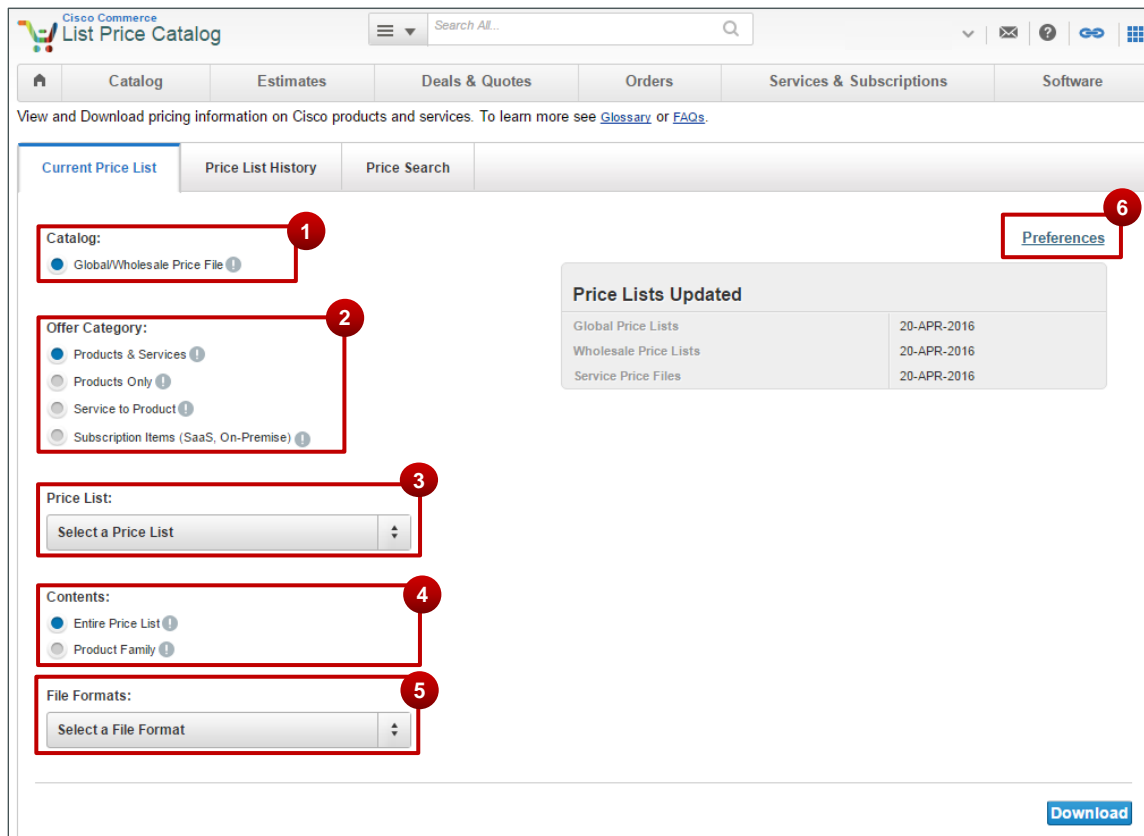 Cisco Commerce
List Price Catalog
Search All...
Catalog
Estimates
Deals & Quotes
Orders
Services & Subscriptions
Software
View and Download pricing information on Cisco products and services. To learn more see Glossary or FAQs.
Current Price List
Price List History
Price Search
1
Catalog:
Global/Wholesale Price File
2
Offer Category:
Products & Services
Products Only
Service to Product
Subscription Items (SaaS, On-Premise)
3
Price List:
Select a Price List
4
Contents:
Entire Price List
Product Family
5
File Formats:
Select a File Format
6
Preferences
Price Lists Updated
Global Price Lists 20-APR-2016
Wholesale Price Lists 20-APR-2016
Service Price Files 20-APR-2016
Download